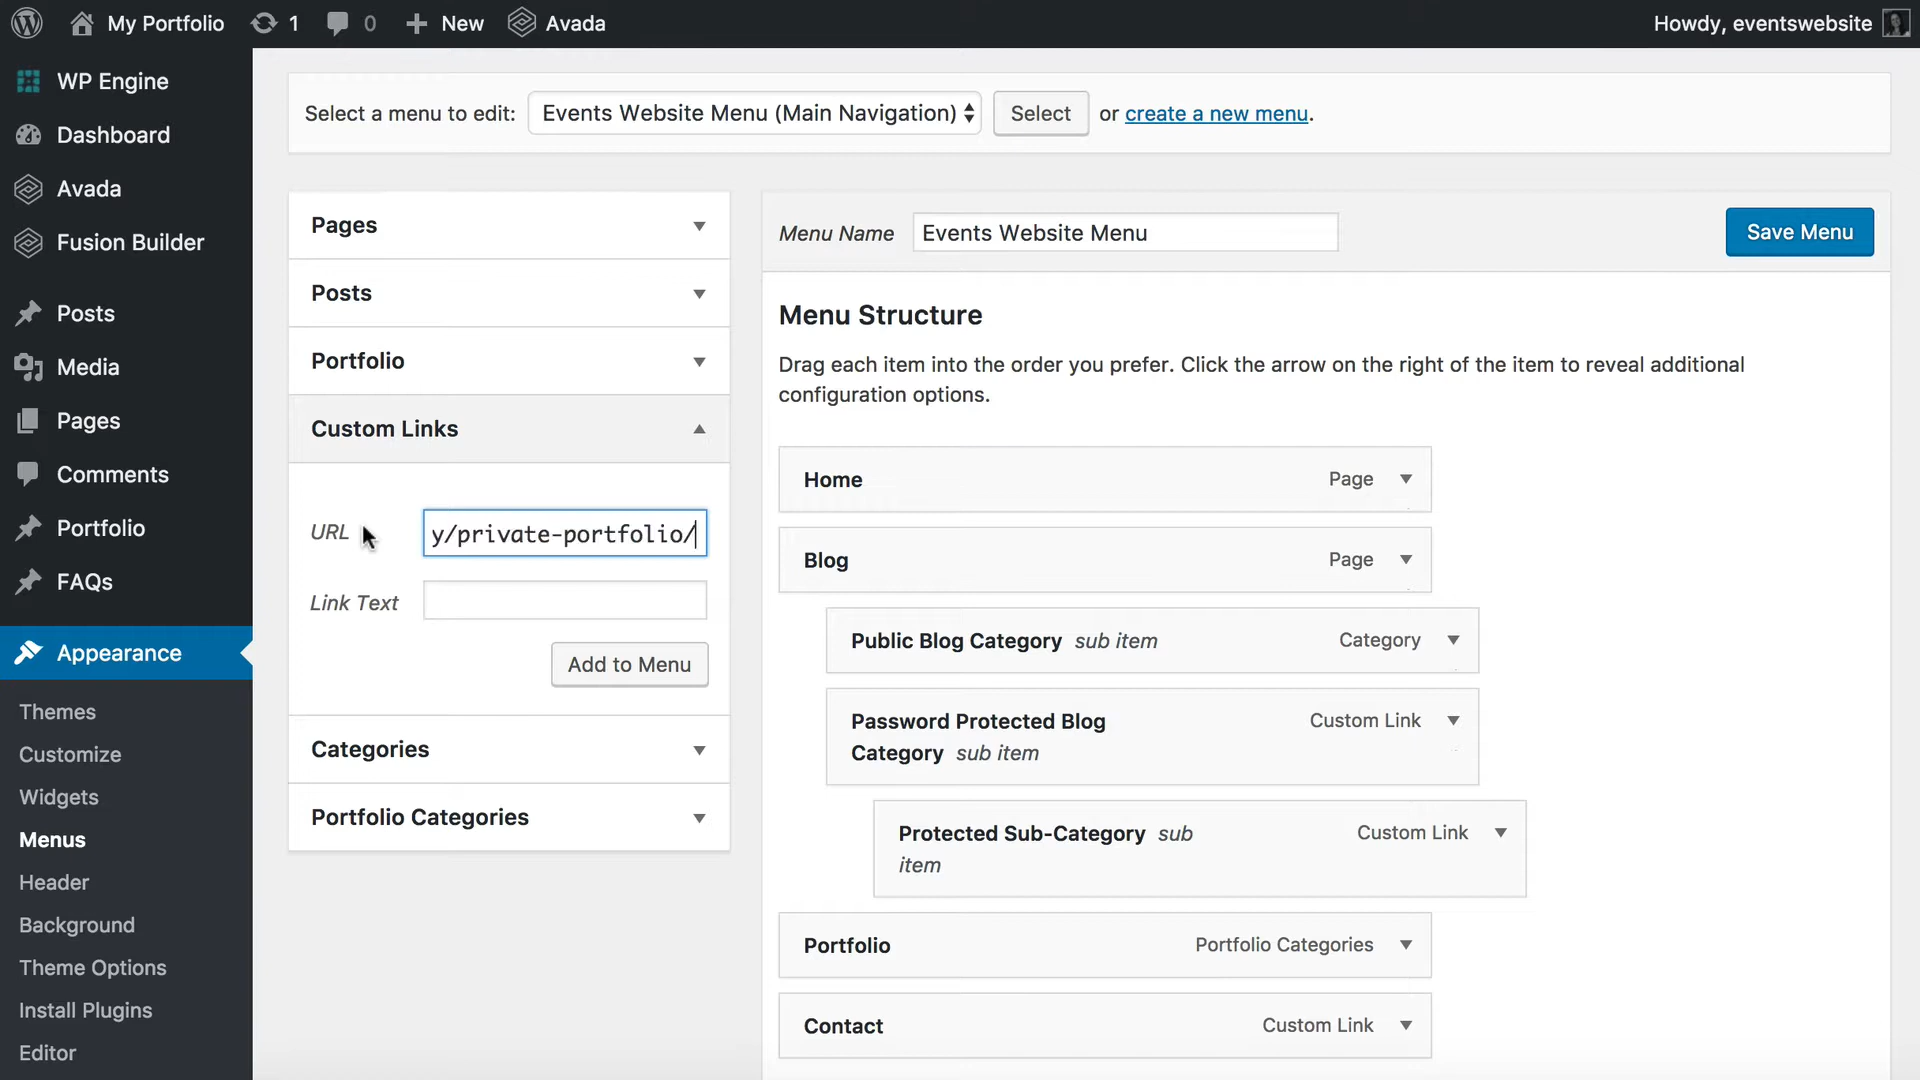 My Portfolio 1 0 New Avada Howdy, eventswebsite
WP Engine
Dashboard
Avada
Fusion Builder
Posts
Media
Pages
Comments
Portfolio
FAQs
Appearance
Themes
Customize
Widgets
Menus
Header
Background
Theme Options
Install Plugins
Editor
Select a menu to edit: Events Website Menu (Main Navigation) Select or create a new menu.
Pages
Posts
Portfolio
Custom Links
URL y/private-portfolio/
Link Text
Add to Menu
Categories
Portfolio Categories
Menu Name Events Website Menu Save Menu
Menu Structure
Drag each item into the order you prefer. Click the arrow on the right of the item to reveal additional
configuration options.
Home Page
Blog Page
Public Blog Category sub item Category
Password Protected Blog Custom Link
Category sub item
Protected Sub-Category sub Custom Link
item
Portfolio Portfolio Categories
Contact Custom Link